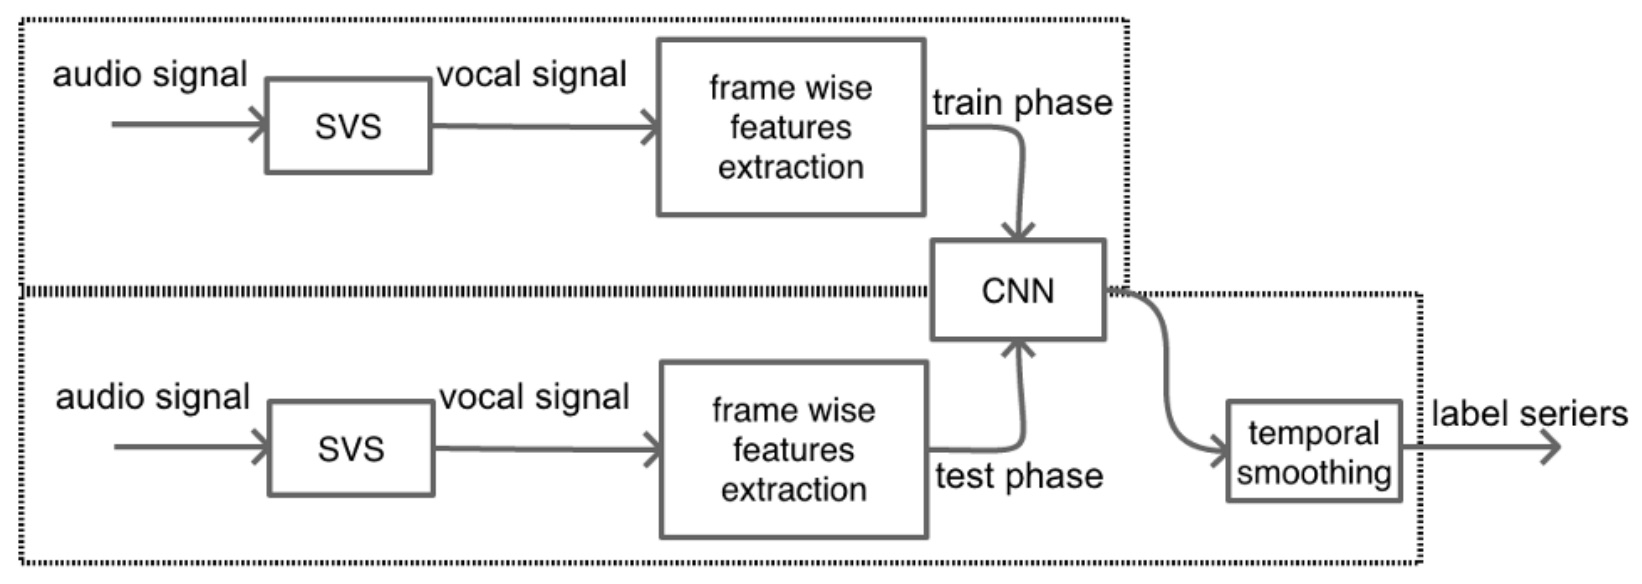 audio signal
SVS
vocal signal
frame wise
features
extraction
train phase
CNN
audio signal
SVS
vocal signal
frame wise
features
extraction
test phase
temporal
smoothing
label seriers